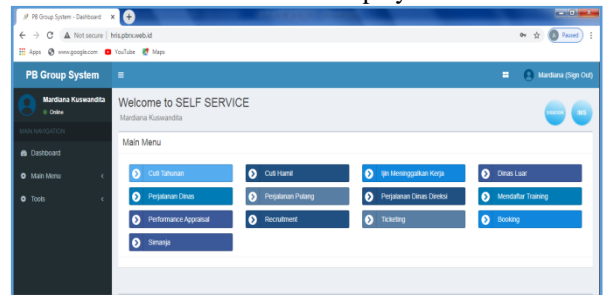 PB Group System - Dashboard
Not secure | hris.pbrx.web.id
Paused
Apps www.google.com YouTube Maps
PB Group System
Mardiana (Sign Out)
Mardiana Kuswandita
Online
MAIN NAVIGATION
Dashboard
Main Menu
Tools
Welcome to SELF SERVICE
Mardiana Kuswandita
Main Menu
Cuti Tahunan Cuti Hamil Ijin Meninggalkan Kerja Dinas Luar
Perjalanan Dinas Perjalanan Pulang Perjalanan Dinas Direksi Mendaftar Training
Performance Appraisal Recruitment Ticketing Booking
Simanja